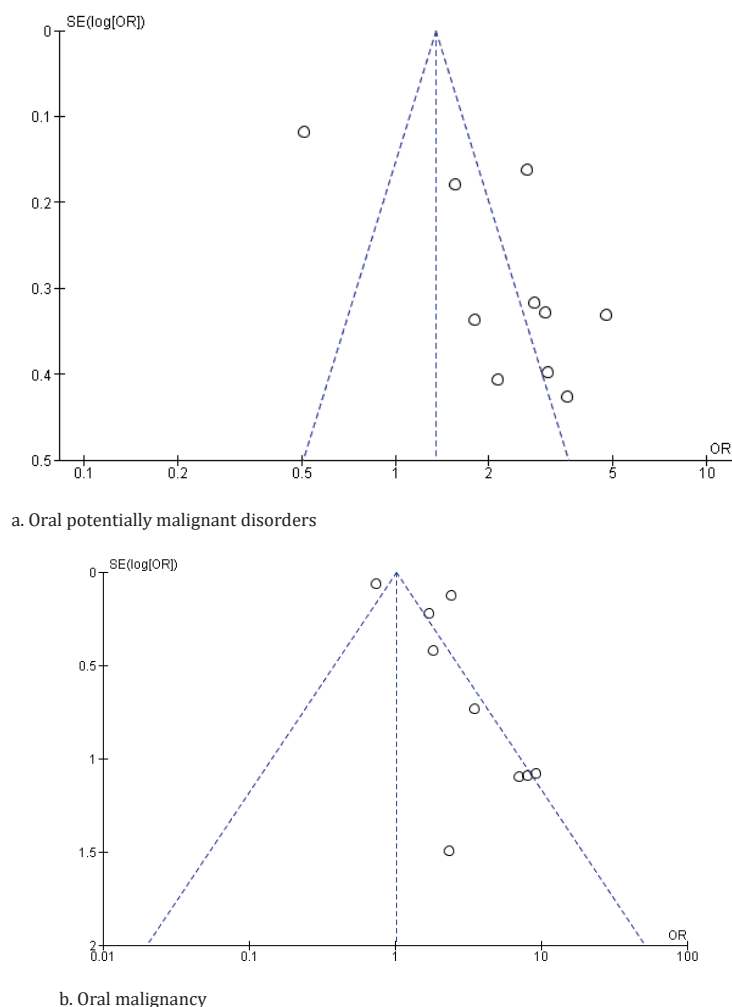 SE(log[OR])
0
0.1
0.2
0.3
0.4
0.5
OR
0.1 0.2 0.5 1 2 5 10
a. Oral potentially malignant disorders
SE(log[OR])
0
0.5
1
1.5
2
OR
0.01 0.1 1 10 100
b. Oral malignancy